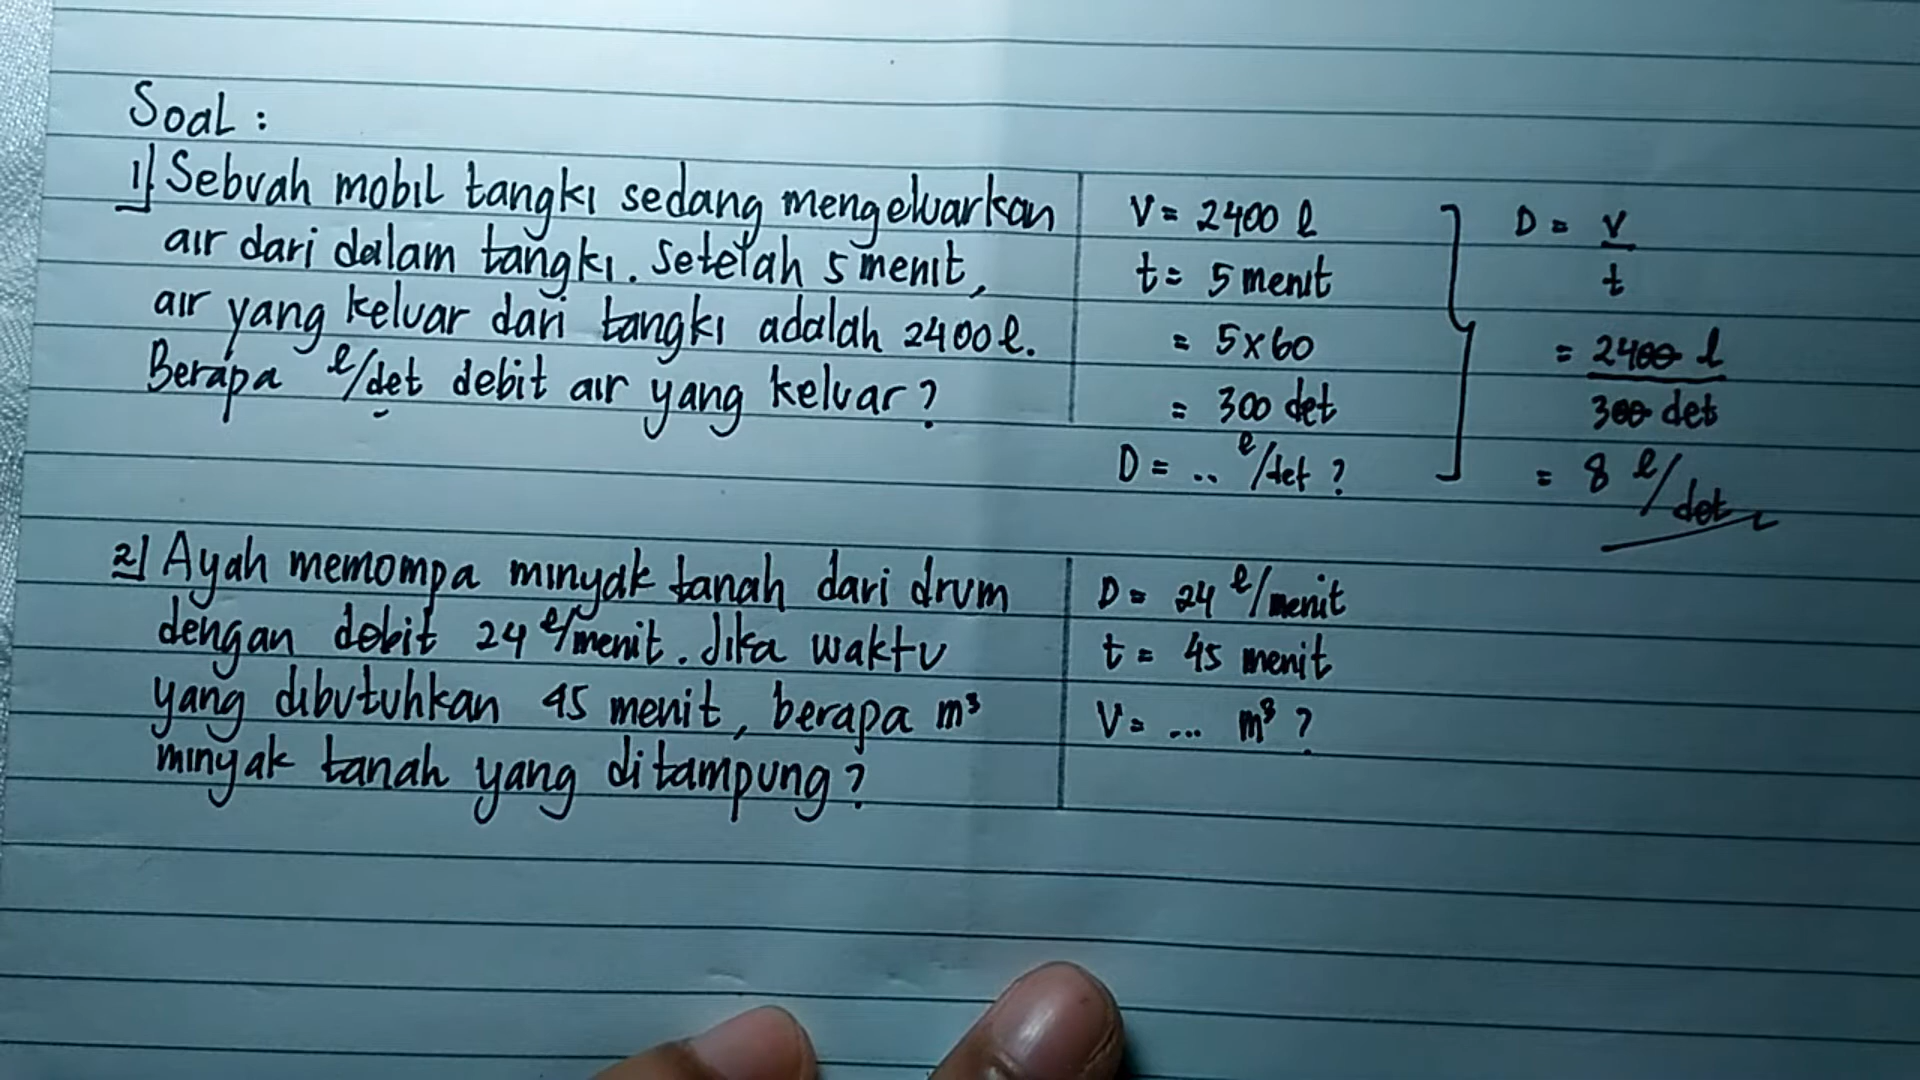 Soal :
1] Sebuah mobil tangki sedang mengeluarkan
air dari dalam tangki. Setelah 5 menit,
air yang keluar dari tangki adalah 2400 l.
Berapa l/det debit air yang keluar?
V = 2400 l
t = 5 menit
= 5 x 60
= 300 det
D = .. l/det ?
D = V
t
= 2400 l
300 det
= 8 l/det
2] Ayah memompa minyak tanah dari drum
dengan debit 24 l/menit. Jika waktu
yang dibutuhkan 45 menit, berapa m³
minyak tanah yang ditampung?
D = 24 l/menit
t = 45 menit
V = ... m³ ?